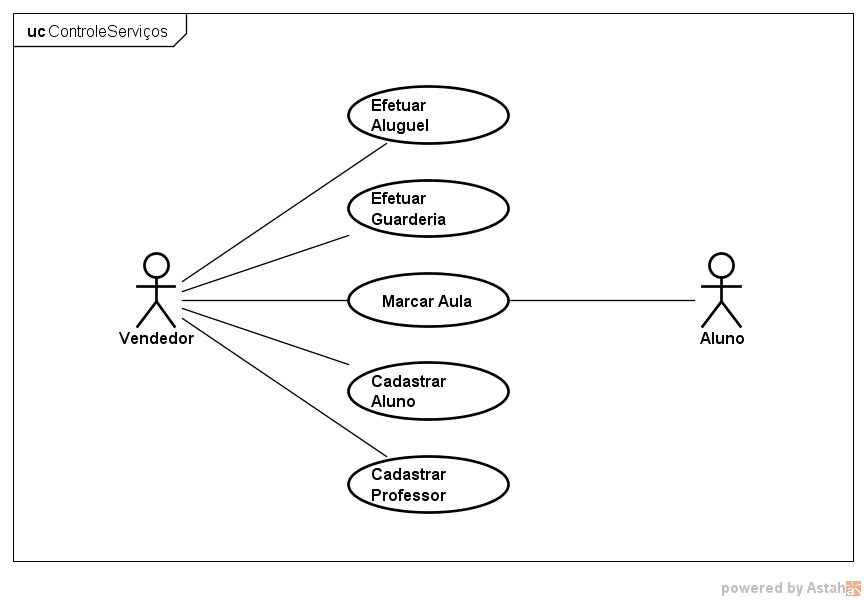 uc ControleServiços
Efetuar
Aluguel
Efetuar
Guarderia
Marcar Aula
Vendedor
Aluno
Cadastrar
Aluno
Cadastrar
Professor
powered by Astah